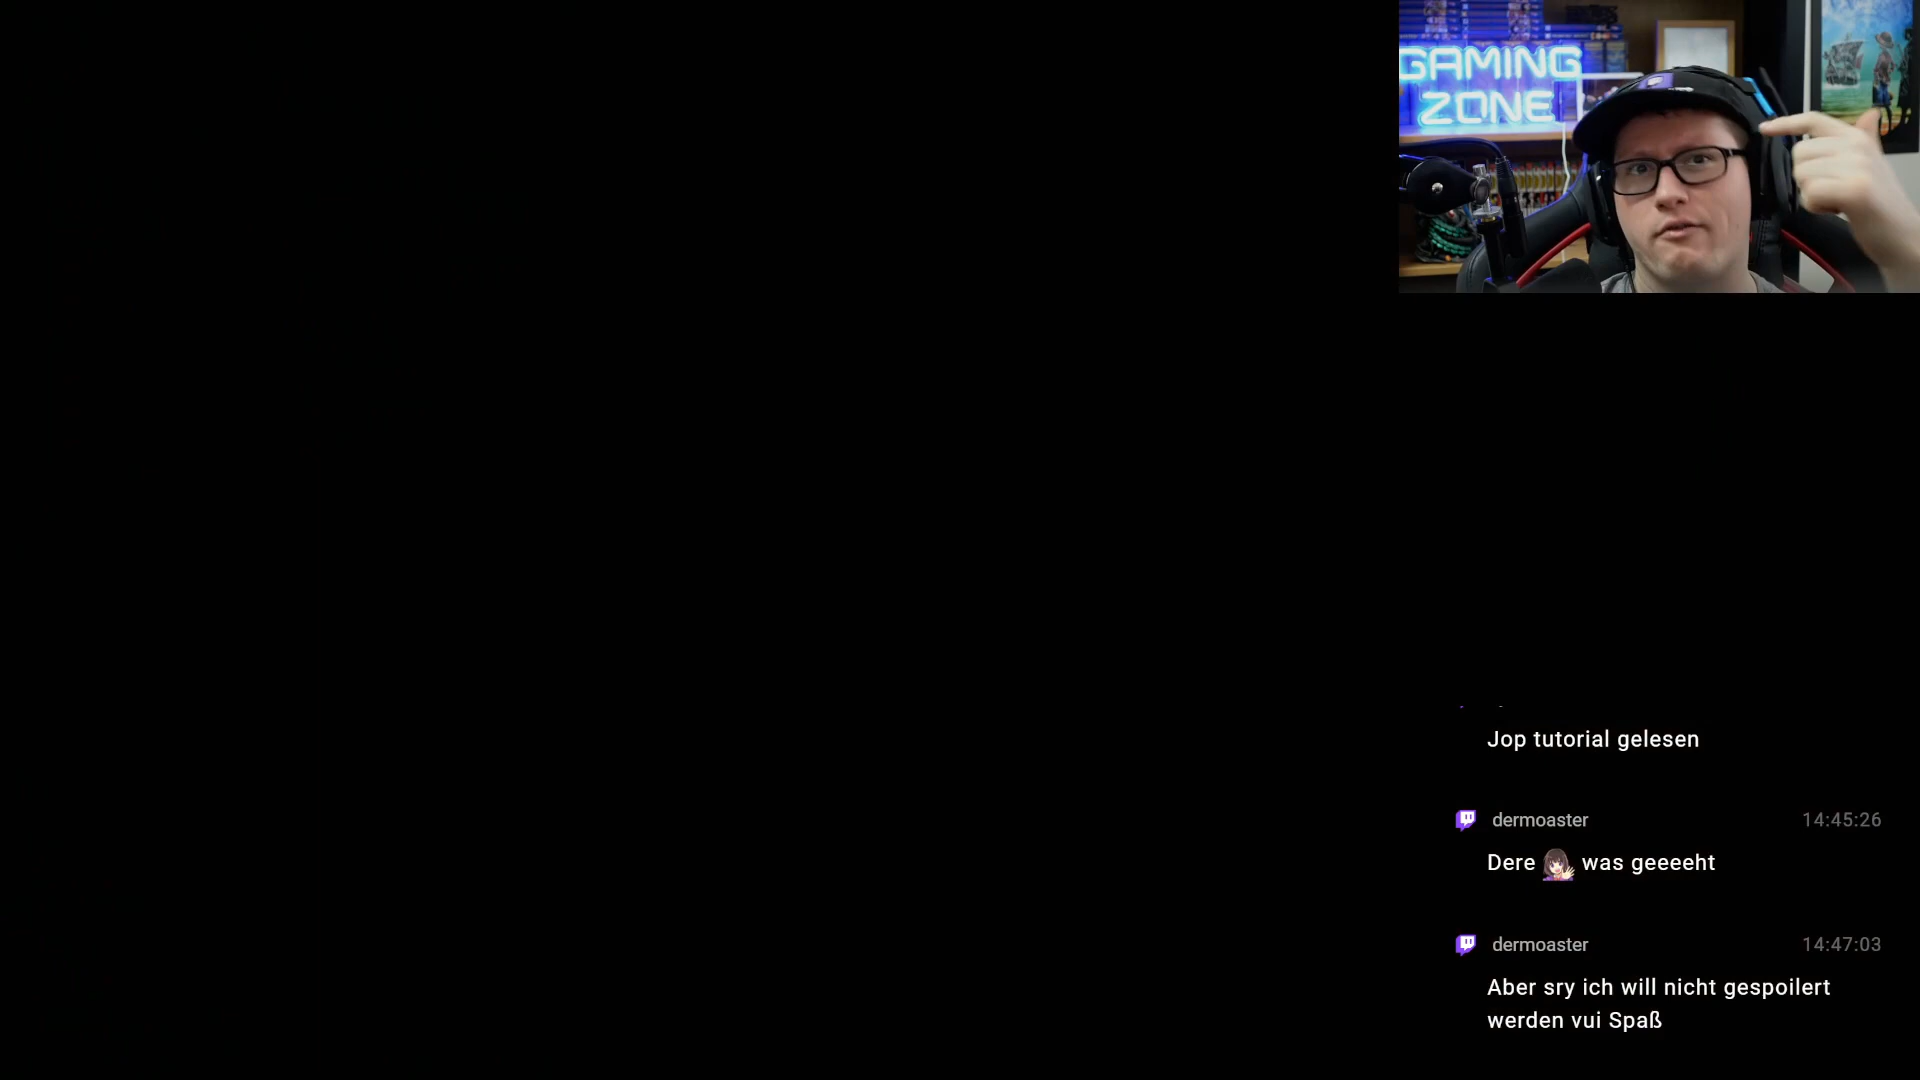 GAMING
ZONE
Jop tutorial gelesen
dermoaster 14:45:26
Dere was geeeeht
dermoaster 14:47:03
Aber sry ich will nicht gespoilert
werden vui Spaß